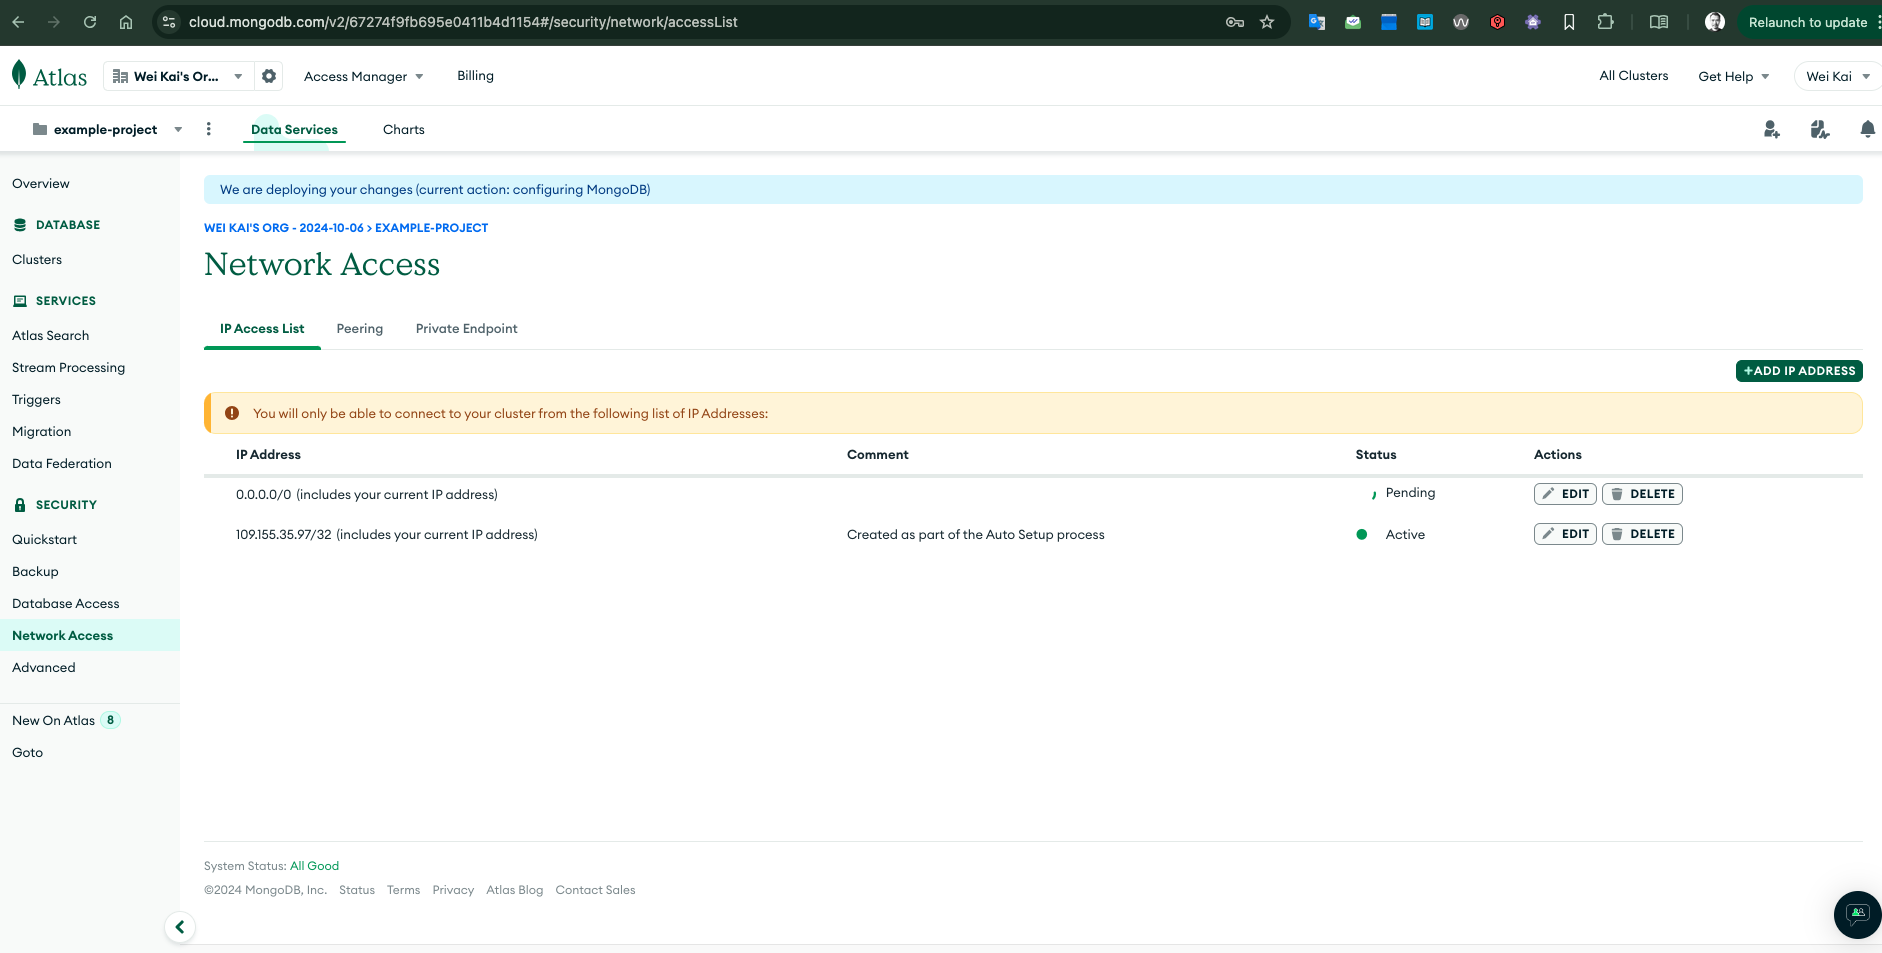 cloud.mongodb.com/v2/67274f9fb695e0411b4d1154#/security/network/accessList
Relaunch to update
Atlas
Wei Kai's Or...
Access Manager
Billing
All Clusters
Get Help
Wei Kai
example-project
Data Services
Charts
Overview
DATABASE
Clusters
SERVICES
Atlas Search
Stream Processing
Triggers
Migration
Data Federation
SECURITY
Quickstart
Backup
Database Access
Network Access
Advanced
New On Atlas 8
Goto
We are deploying your changes (current action: configuring MongoDB)
WEI KAI'S ORG - 2024-10-06 > EXAMPLE-PROJECT
Network Access
IP Access List Peering Private Endpoint
+ADD IP ADDRESS
You will only be able to connect to your cluster from the following list of IP Addresses:
IP Address Comment Status Actions
0.0.0.0/0 (includes your current IP address) Pending EDIT DELETE
109.155.35.97/32 (includes your current IP address) Created as part of the Auto Setup process Active EDIT DELETE
System Status: All Good
©2024 MongoDB, Inc. Status Terms Privacy Atlas Blog Contact Sales